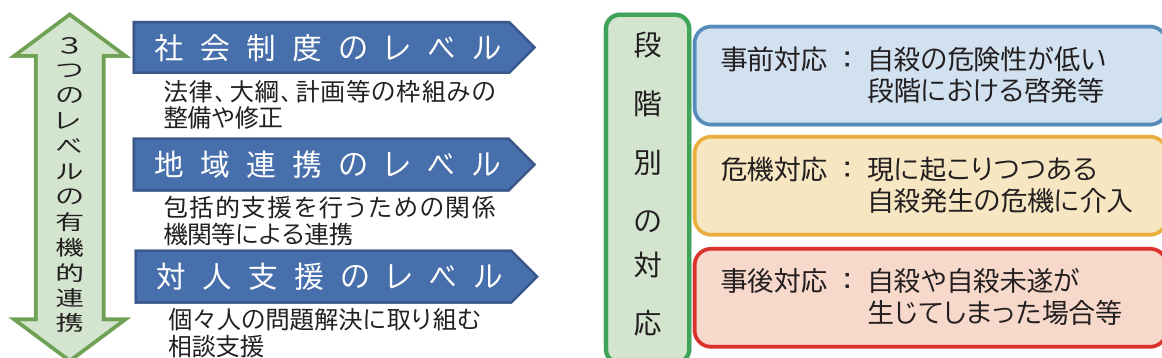 3つのレベルの有機的連携
社会制度のレベル
法律、大綱、計画等の枠組みの
整備や修正
地域連携のレベル
包括的支援を行うための関係
機関等による連携
対人支援のレベル
個々人の問題解決に取り組む
相談支援
段階別の対応
事前対応：自殺の危険性が低い
段階における啓発等
危機対応：現に起こりつつある
自殺発生の危機に介入
事後対応：自殺や自殺未遂が
生じてしまった場合等